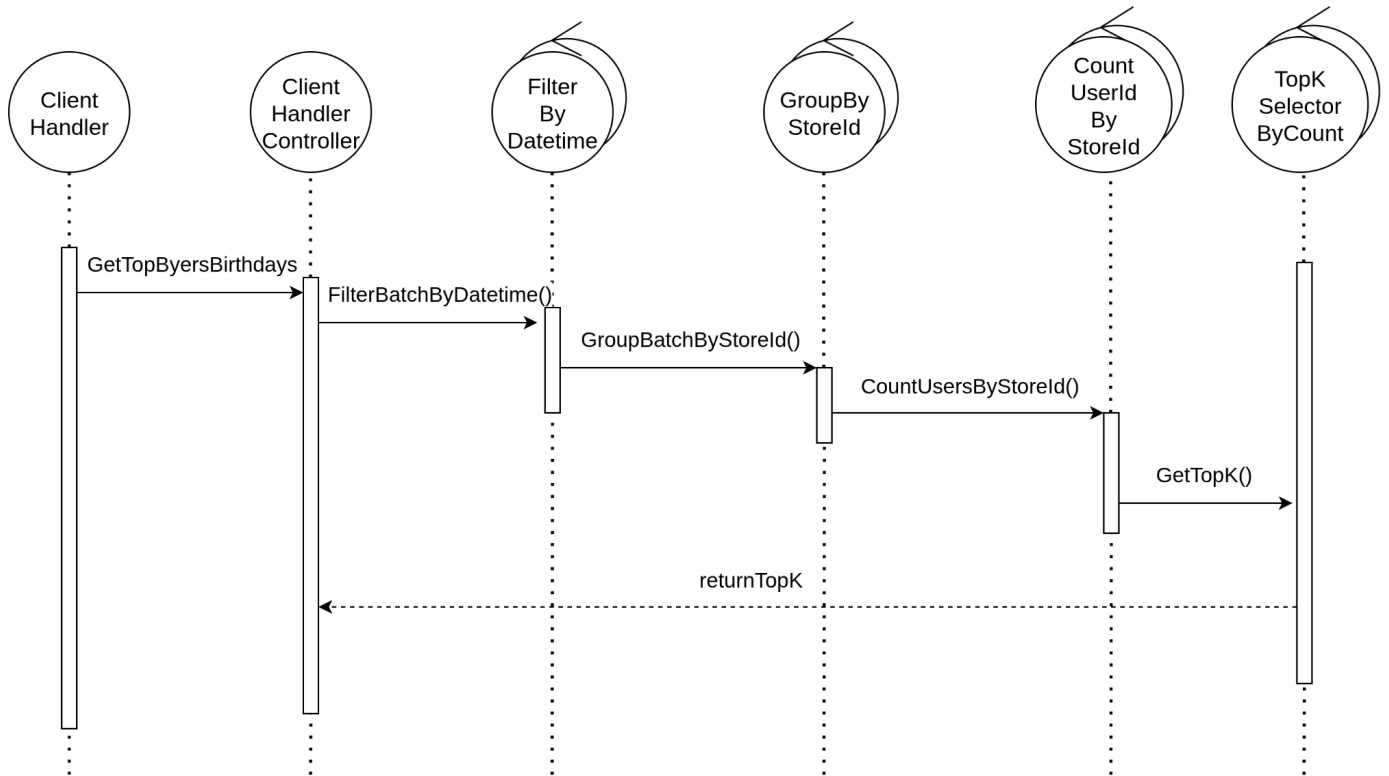 Client
Handler
Client
Handler
Controller
Filter
By
Datetime
GroupBy
StoreId
Count
UserId
By
StoreId
TopK
Selector
ByCount
GetTopByersBirthdays
FilterBatchByDatetime()
GroupBatchByStoreId()
CountUsersByStoreId()
GetTopK()
returnTopK